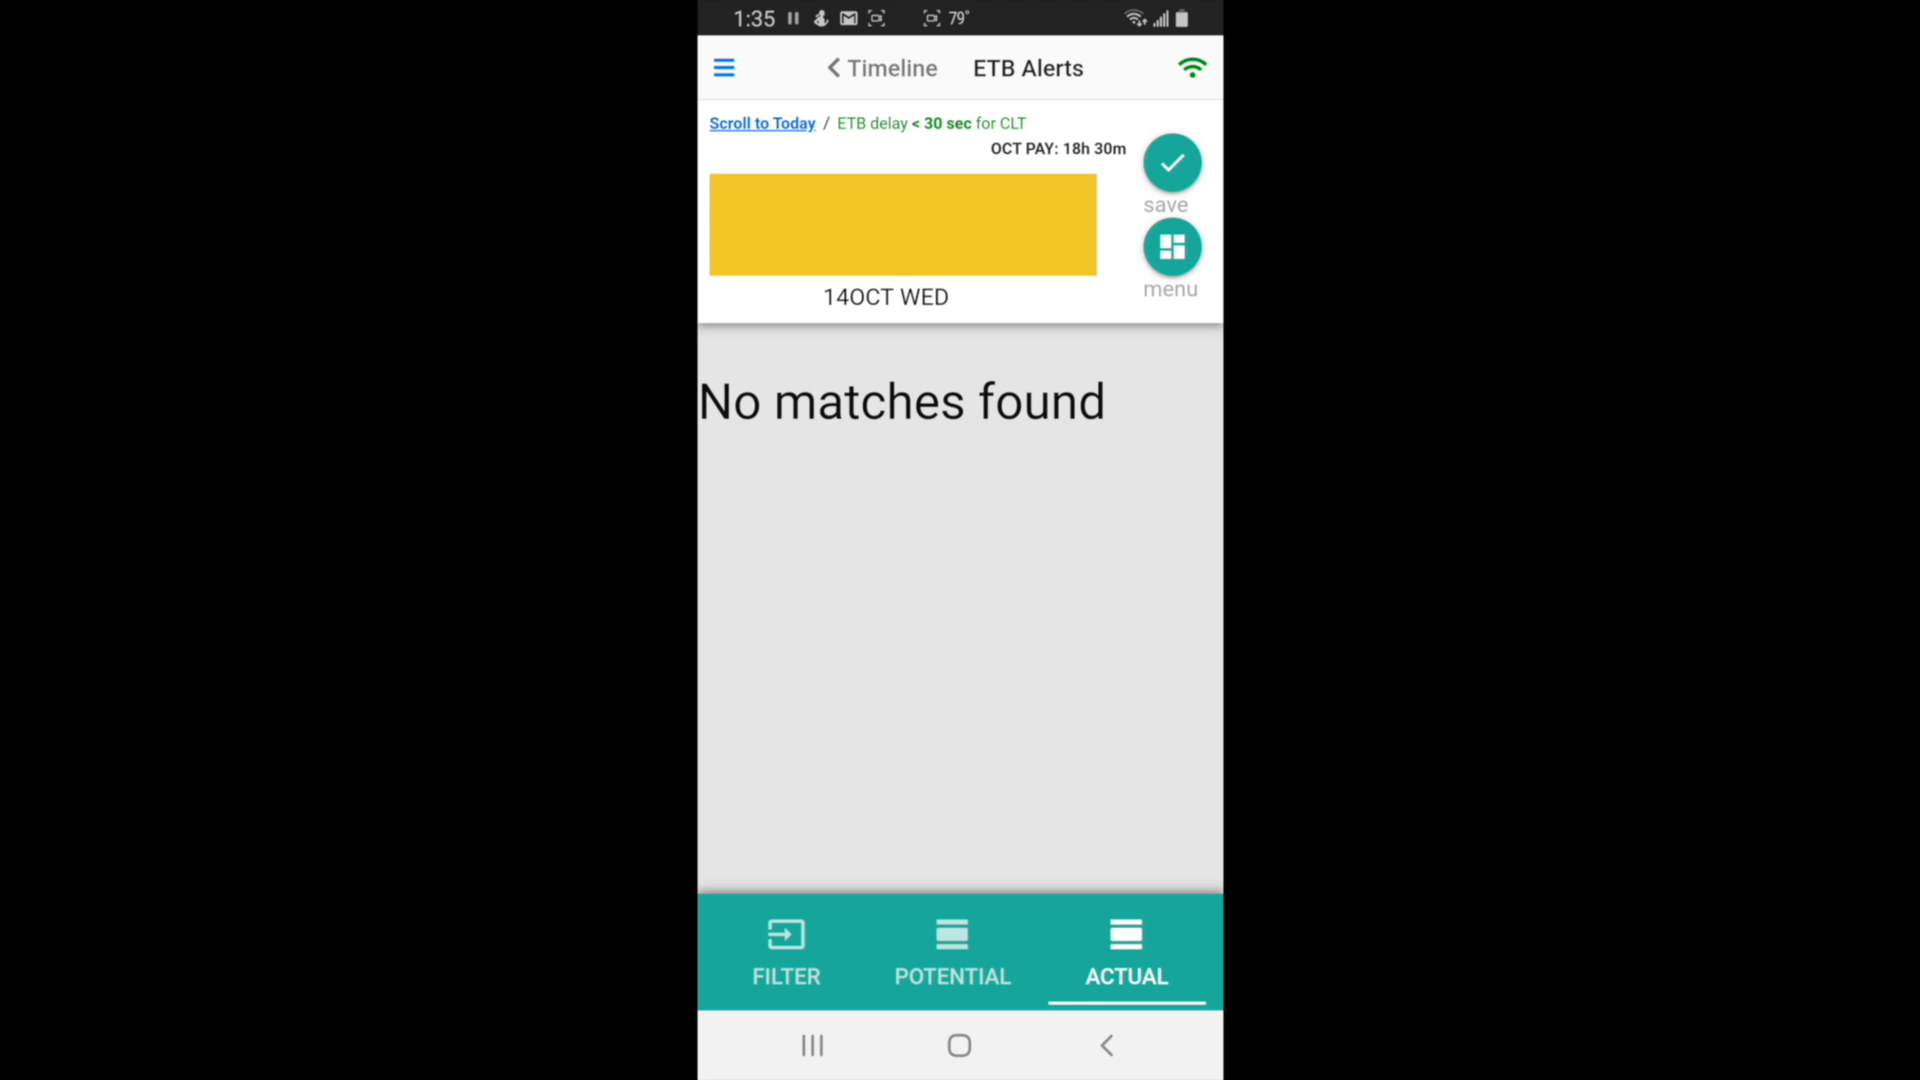 1:35 79°
Timeline ETB Alerts
Scroll to Today / ETB delay < 30 sec for CLT
OCT PAY: 18h 30m
save
menu
14OCT WED
No matches found
FILTER POTENTIAL ACTUAL